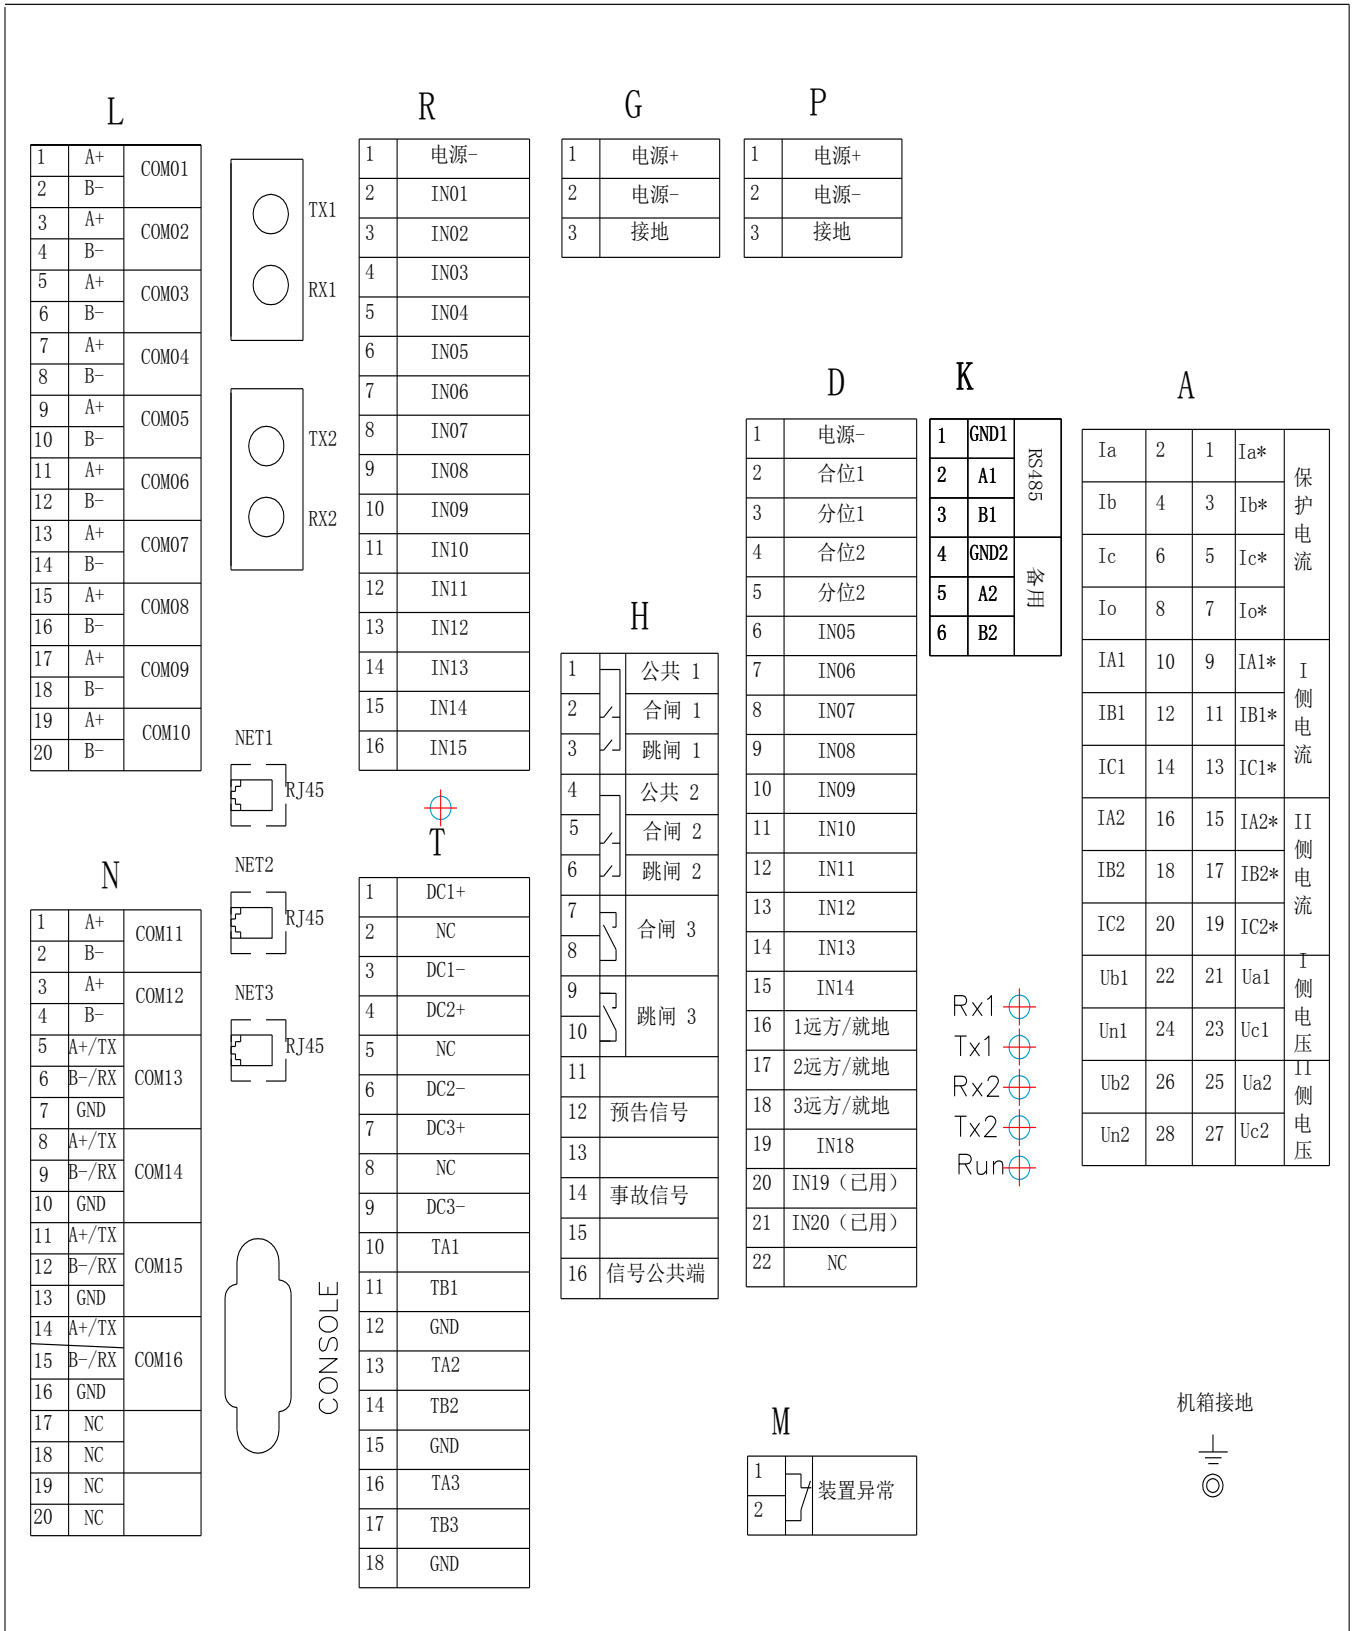 L
1 A+ COM01
2 B-
3 A+ COM02
4 B-
5 A+ COM03
6 B-
7 A+ COM04
8 B-
9 A+ COM05
10 B-
11 A+ COM06
12 B-
13 A+ COM07
14 B-
15 A+ COM08
16 B-
17 A+ COM09
18 B-
19 A+ COM10
20 B-
N
1 A+ COM11
2 B-
3 A+ COM12
4 B-
5 A+/TX
6 B-/RX COM13
7 GND
8 A+/TX
9 B-/RX COM14
10 GND
11 A+/TX
12 B-/RX COM15
13 GND
14 A+/TX
15 B-/RX COM16
16 GND
17 NC
18 NC
19 NC
20 NC
TX1
RX1
TX2
RX2
NET1
RJ45
NET2
RJ45
NET3
RJ45
CONSOLE
R
1 电源-
2 IN01
3 IN02
4 IN03
5 IN04
6 IN05
7 IN06
8 IN07
9 IN08
10 IN09
11 IN10
12 IN11
13 IN12
14 IN13
15 IN14
16 IN15
T
1 DC1+
2 NC
3 DC1-
4 DC2+
5 NC
6 DC2-
7 DC3+
8 NC
9 DC3-
10 TA1
11 TB1
12 GND
13 TA2
14 TB2
15 GND
16 TA3
17 TB3
18 GND
G
1 电源+
2 电源-
3 接地
P
1 电源+
2 电源-
3 接地
H
1 公共 1
2 合闸 1
3 跳闸 1
4 公共 2
5 合闸 2
6 跳闸 2
7 合闸 3
8
9 跳闸 3
10
11
12 预告信号
13
14 事故信号
15
16 信号公共端
D
1 电源-
2 合位1
3 分位1
4 合位2
5 分位2
6 IN05
7 IN06
8 IN07
9 IN08
10 IN09
11 IN10
12 IN11
13 IN12
14 IN13
15 IN14
16 1远方/就地
17 2远方/就地
18 3远方/就地
19 IN18
20 IN19（已用）
21 IN20（已用）
22 NC
K
1 GND1 RS485
2 A1
3 B1
4 GND2 备用
5 A2
6 B2
A
Ia 2 1 Ia* 保护电流
Ib 4 3 Ib*
Ic 6 5 Ic*
Io 8 7 Io*
IA1 10 9 IA1* I侧电流
IB1 12 11 IB1*
IC1 14 13 IC1*
IA2 16 15 IA2* II侧电流
IB2 18 17 IB2*
IC2 20 19 IC2*
Ub1 22 21 Ua1 I侧电压
Un1 24 23 Uc1
Ub2 26 25 Ua2 II侧电压
Un2 28 27 Uc2
Rx1
Tx1
Rx2
Tx2
Run
M
1 装置异常
2
机箱接地